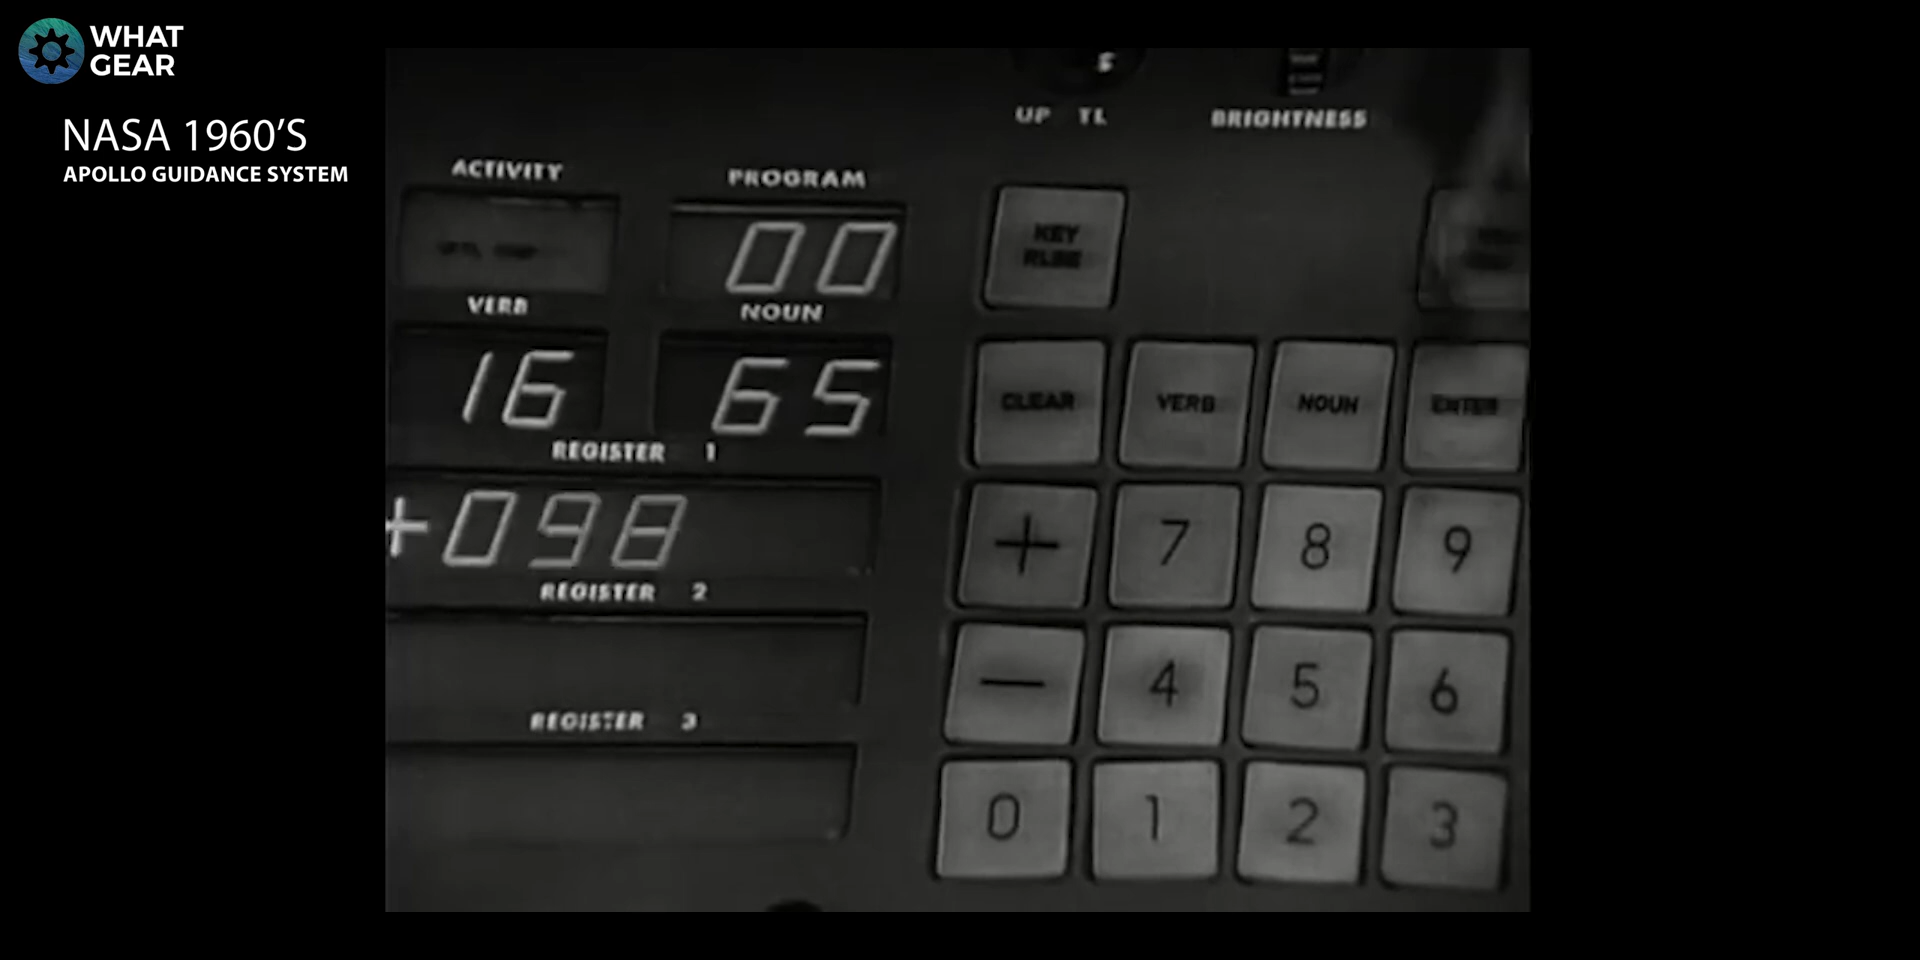 WHAT
GEAR
NASA 1960'S
APOLLO GUIDANCE SYSTEM
UP TL
BRIGHTNESS
ACTIVITY
PROGRAM
00
KEY
RLSE
VERB
NOUN
16
65
CLEAR
VERB
NOUN
ENTER
REGISTER 1
+098
+
7
8
9
REGISTER 2
−
4
5
6
REGISTER 3
0
1
2
3